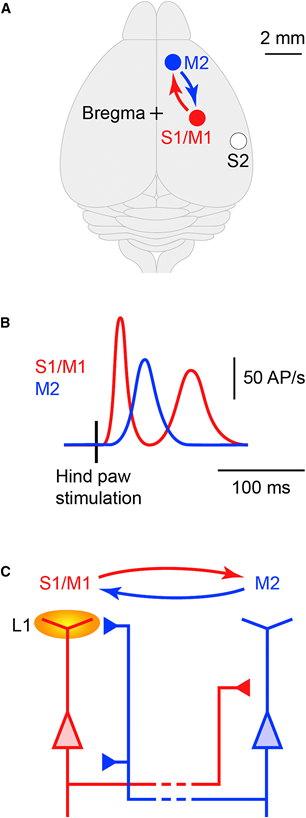 A
M2
2 mm
Bregma
S1/M1
S2
B
S1/M1
M2
50 AP/s
Hind paw
stimulation
100 ms
C
S1/M1
M2
L1